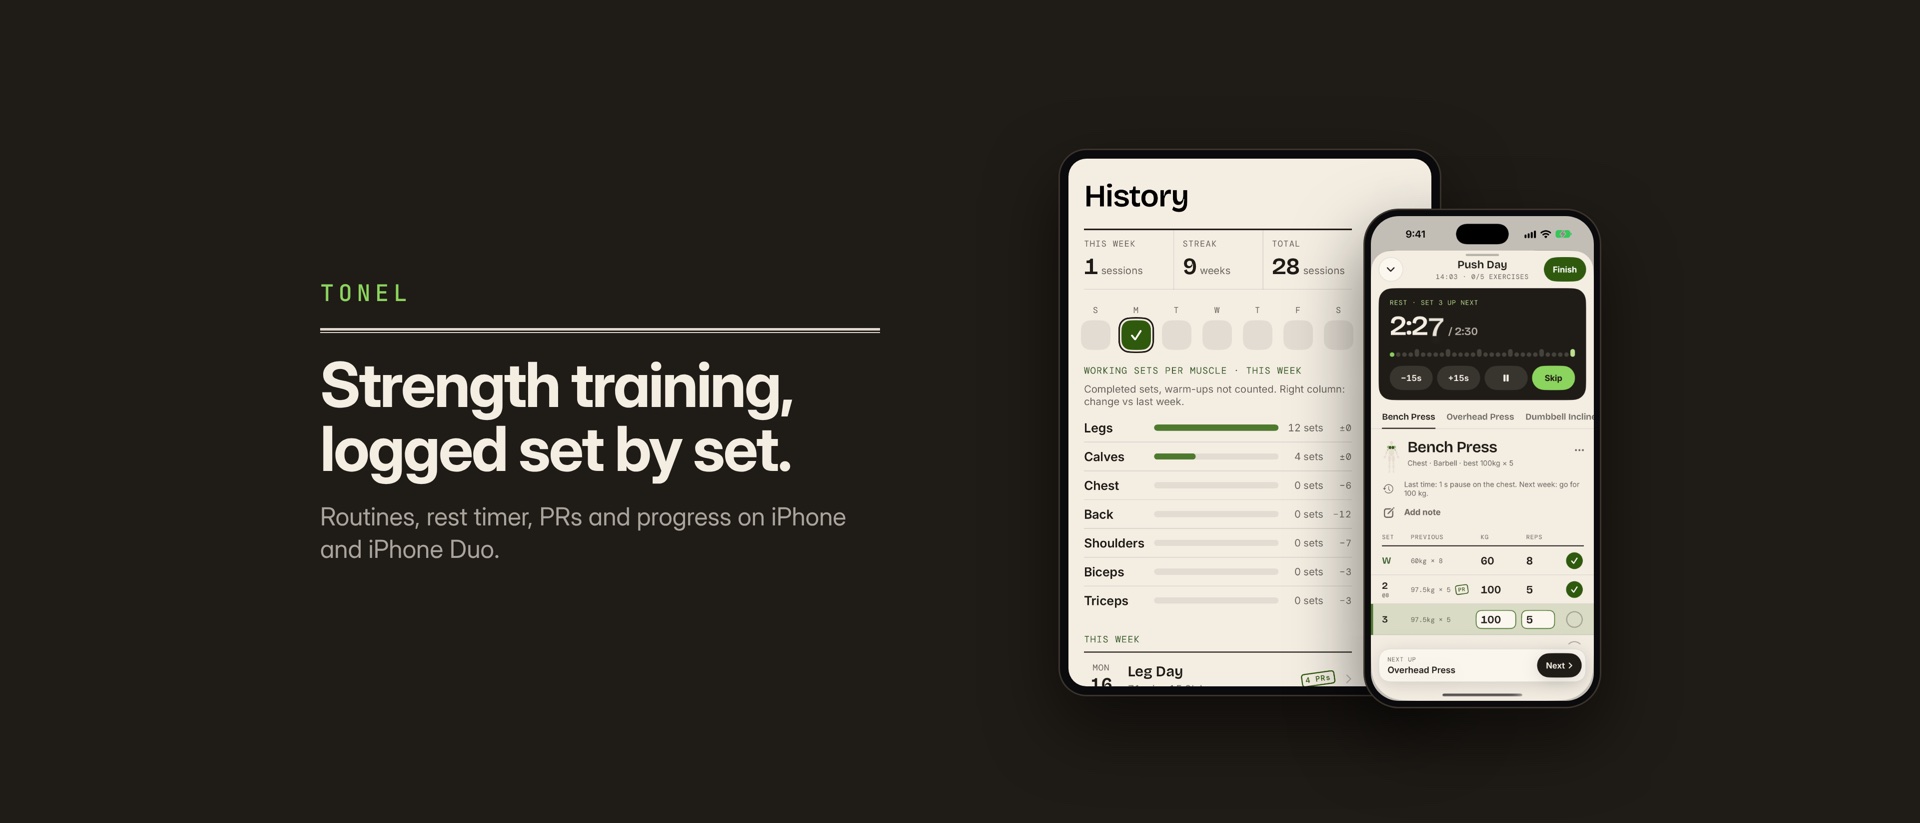 TONEL
Strength training,
logged set by set.
Routines, rest timer, PRs and progress on iPhone
and iPhone Duo.
History
THIS WEEK STREAK TOTAL
1 sessions 9 weeks 28 sessions
S M T W T F S
WORKING SETS PER MUSCLE · THIS WEEK
Completed sets, warm-ups not counted. Right column:
change vs last week.
Legs 12 sets ±0
Calves 4 sets ±0
Chest 0 sets −6
Back 0 sets −12
Shoulders 0 sets −7
Biceps 0 sets −3
Triceps 0 sets −3
THIS WEEK
MON
16 Leg Day 4 PRs
9:41
Push Day
14:03 · 0/5 EXERCISES
Finish
REST · SET 3 UP NEXT
2:27 / 2:30
−15s +15s Skip
Bench Press Overhead Press Dumbbell Incline
Bench Press
Chest · Barbell · best 100kg × 5
Last time: 1 s pause on the chest. Next week: go for
100 kg.
Add note
SET PREVIOUS KG REPS
W 60kg × 8 60 8
2 97.5kg × 5 PR 100 5
3 97.5kg × 5 100 5
NEXT UP
Overhead Press
Next